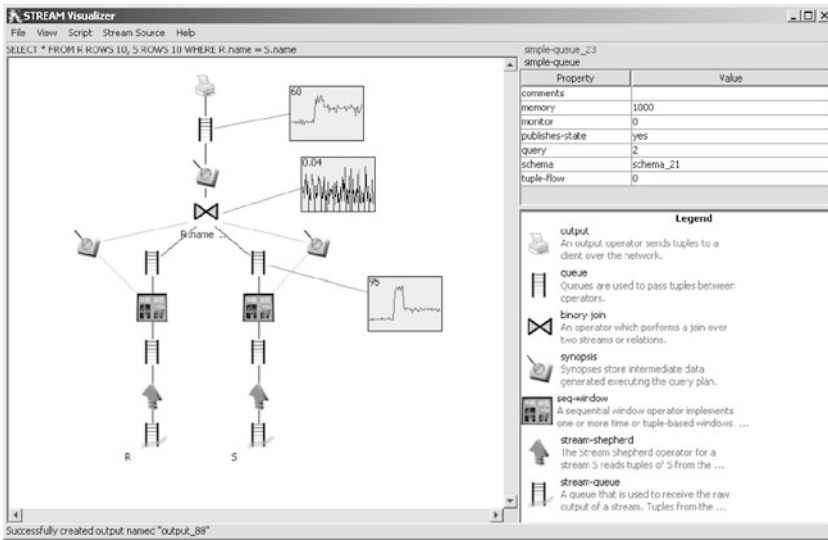 STREAM Visualizer
File View Script Stream Source Help
SELECT * FROM R ROWS 10, S ROWS 10 WHERE R.name = S.name
60
0.04
R.name ...
95
R
S
Successfully created output named "output_88"
simple-queue_23
simple-queue
Property Value
comments
memory 1000
monitor 0
publishes-state yes
query 2
schema schema_21
tuple-flow 0
Legend
output
An output operator sends tuples to a
client over the network.
queue
Queues are used to pass tuples between
operators.
binary-join
An operator which performs a join over
two streams or relations.
synopsis
Synopses store intermediate data
generated executing the query plan.
seq-window
A sequential window operator implements
one or more time or tuple-based windows. ...
stream-shepherd
The Stream Shepherd operator for a
stream S reads tuples of S from the ...
stream-queue
A queue that is used to receive the raw
output of a stream. Tuples from the ...